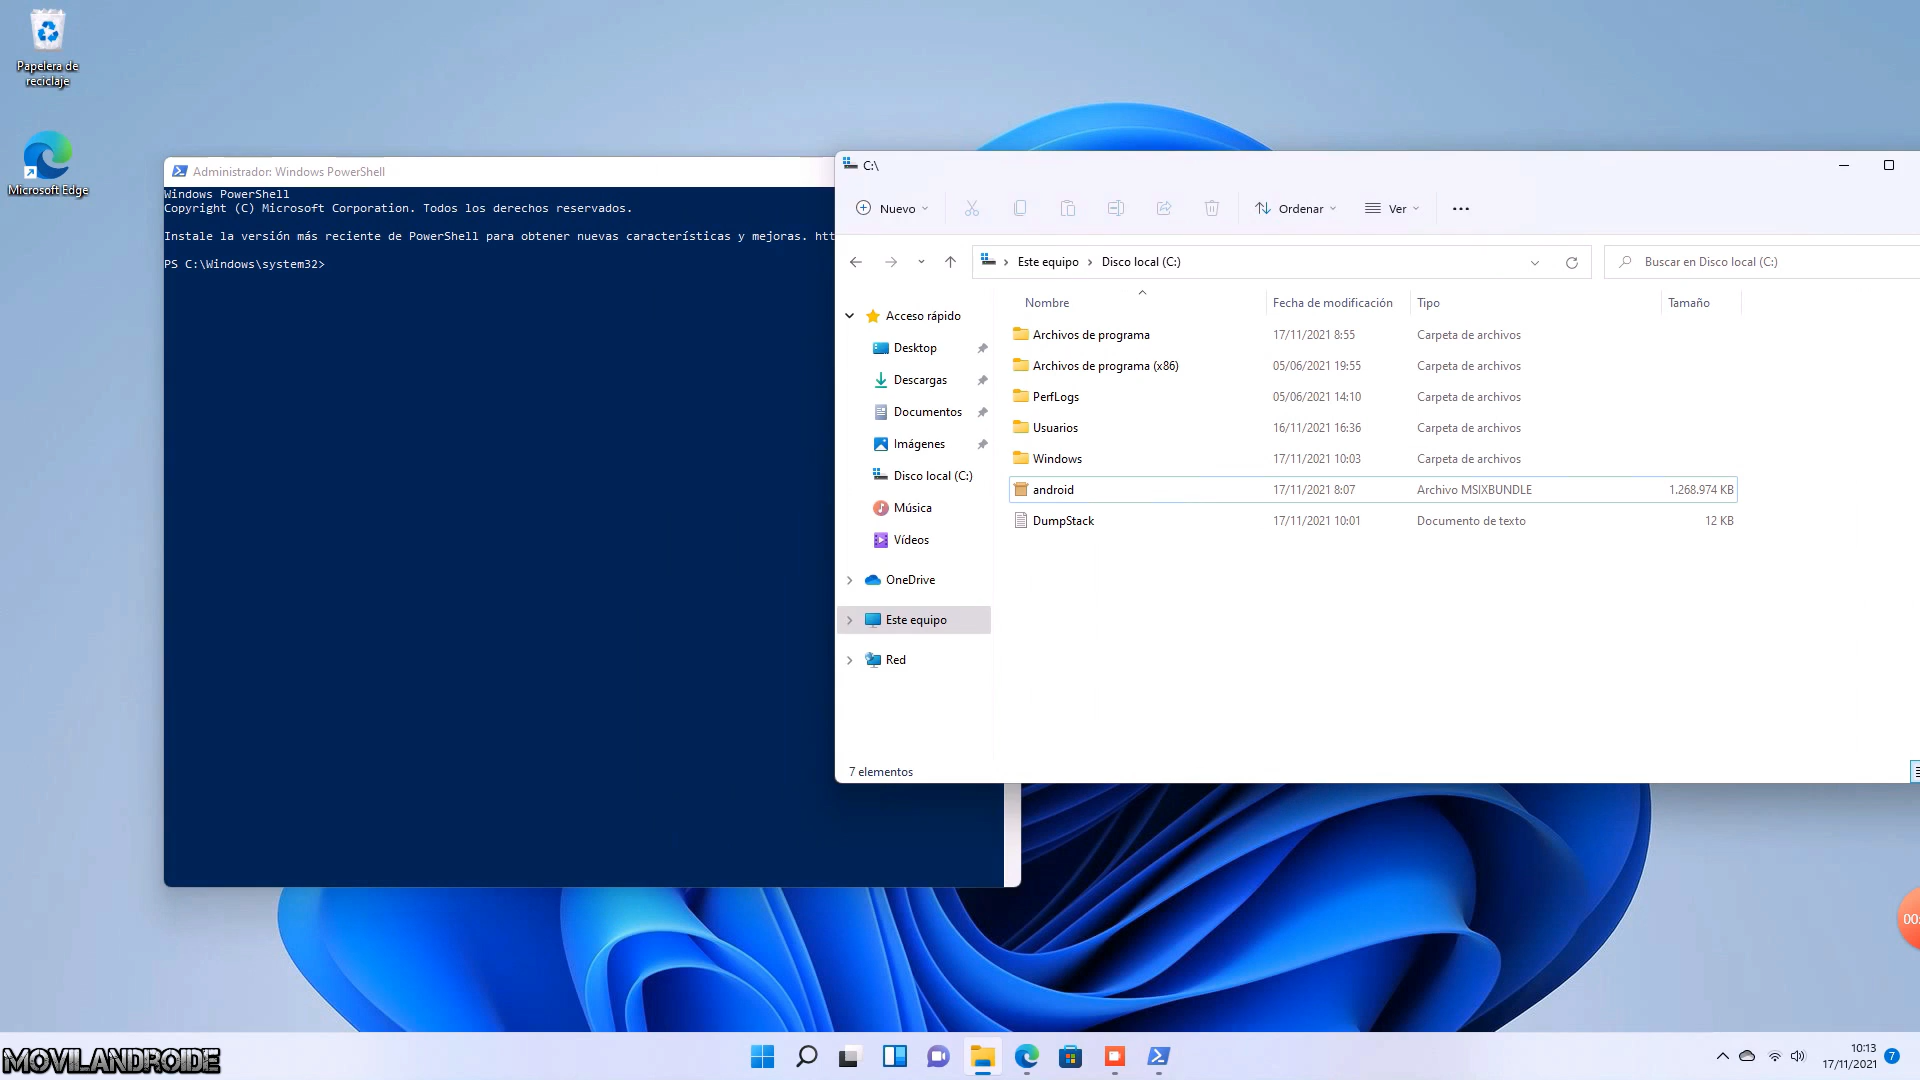 Papelera de
reciclaje
Microsoft Edge
Administrador: Windows PowerShell
Windows PowerShell
Copyright (C) Microsoft Corporation. Todos los derechos reservados.
Instale la versión más reciente de PowerShell para obtener nuevas características y mejoras. htt
PS C:\Windows\system32>
C:\
Nuevo
Ordenar
Ver
Este equipo > Disco local (C:)
Buscar en Disco local (C:)
Nombre Fecha de modificación Tipo Tamaño
Archivos de programa 17/11/2021 8:55 Carpeta de archivos
Archivos de programa (x86) 05/06/2021 19:55 Carpeta de archivos
PerfLogs 05/06/2021 14:10 Carpeta de archivos
Usuarios 16/11/2021 16:36 Carpeta de archivos
Windows 17/11/2021 10:03 Carpeta de archivos
android 17/11/2021 8:07 Archivo MSIXBUNDLE 1.268.974 KB
DumpStack 17/11/2021 10:01 Documento de texto 12 KB
Acceso rápido
Desktop
Descargas
Documentos
Imágenes
Disco local (C:)
Música
Vídeos
OneDrive
Este equipo
Red
7 elementos
00:
MOVILANDROIDE
10:13
17/11/2021
7